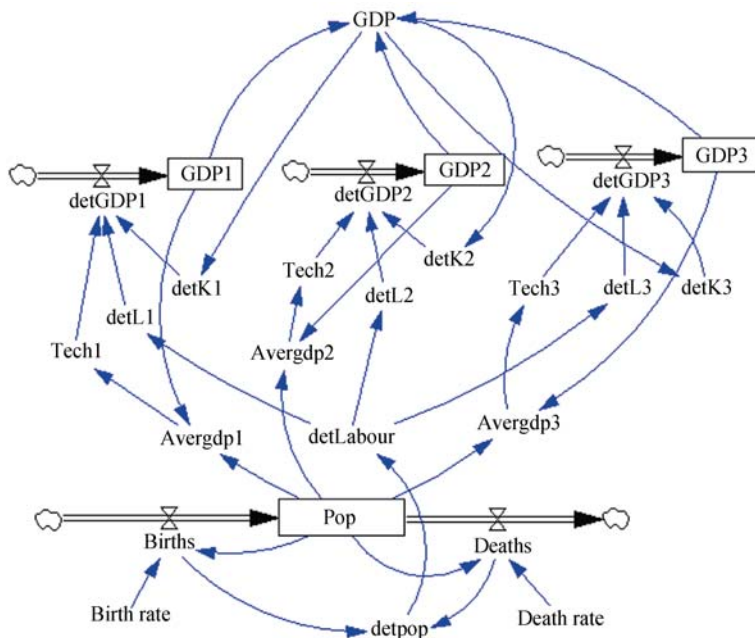 GDP
GDP1
GDP2
GDP3
detGDP1
detGDP2
detGDP3
detK1
Tech2
detK2
detL1
detL2
Tech3
detL3
detK3
Tech1
Avergdp2
Avergdp1
detLabour
Avergdp3
Pop
Births
Deaths
Birth rate
detpop
Death rate